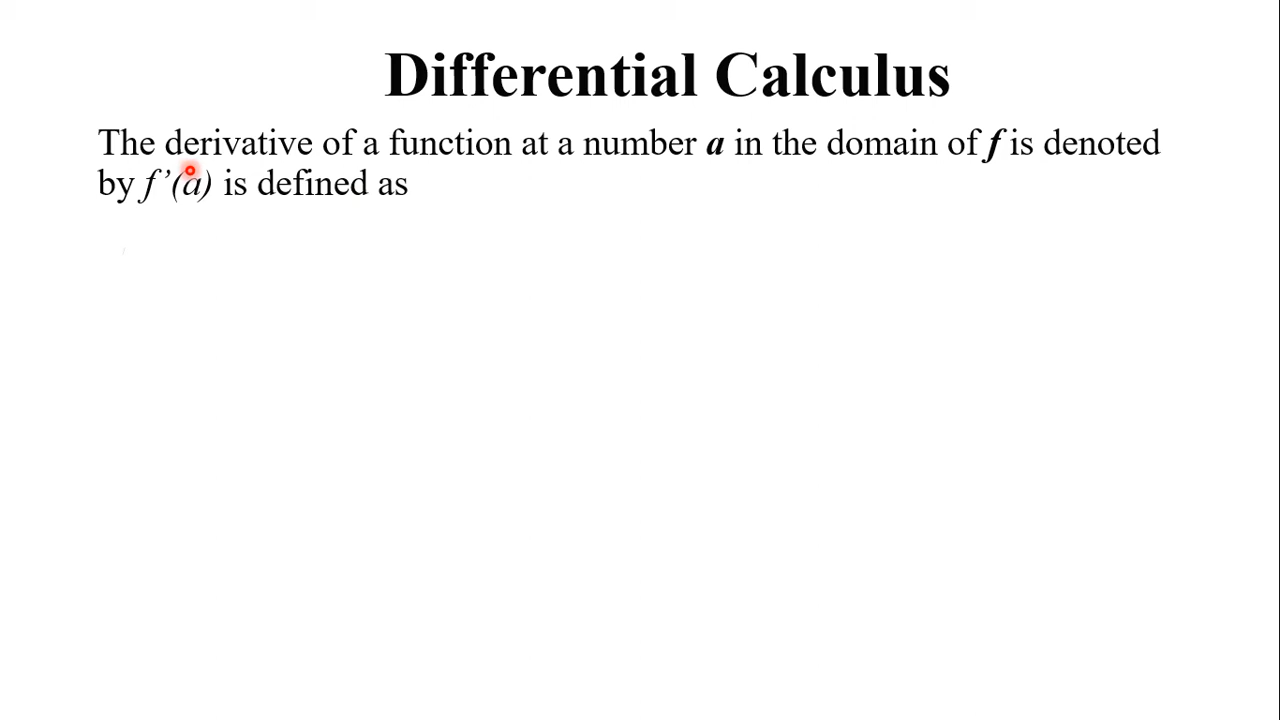 Differential Calculus
The derivative of a function at a number a in the domain of f is denoted
by f’(a) is defined as